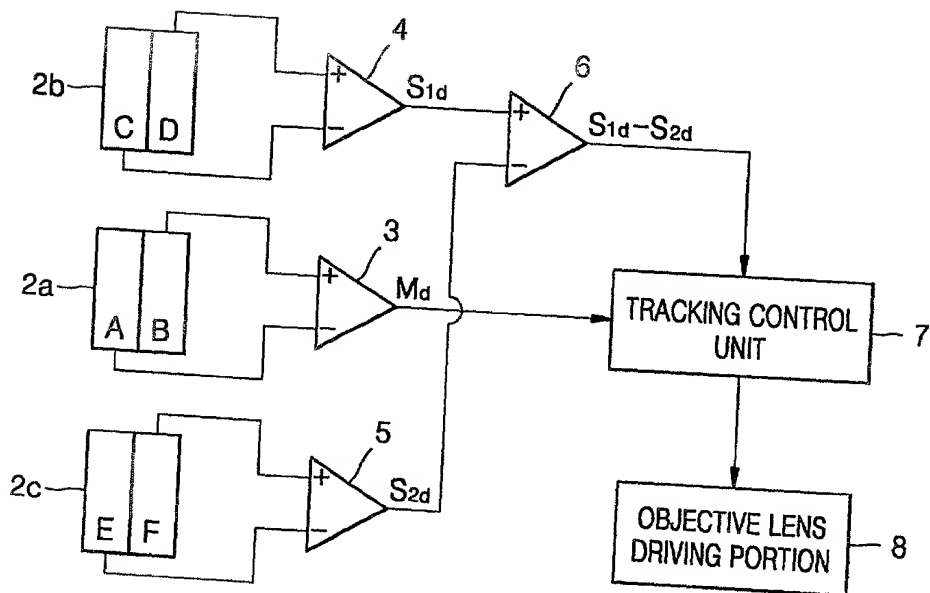 4
2b
C D
+
−
S1d
6
+
−
S1d−S2d
3
2a
A B
+
−
Md
TRACKING CONTROL
UNIT
7
5
2c
E F
+
−
S2d
OBJECTIVE LENS
DRIVING PORTION
8